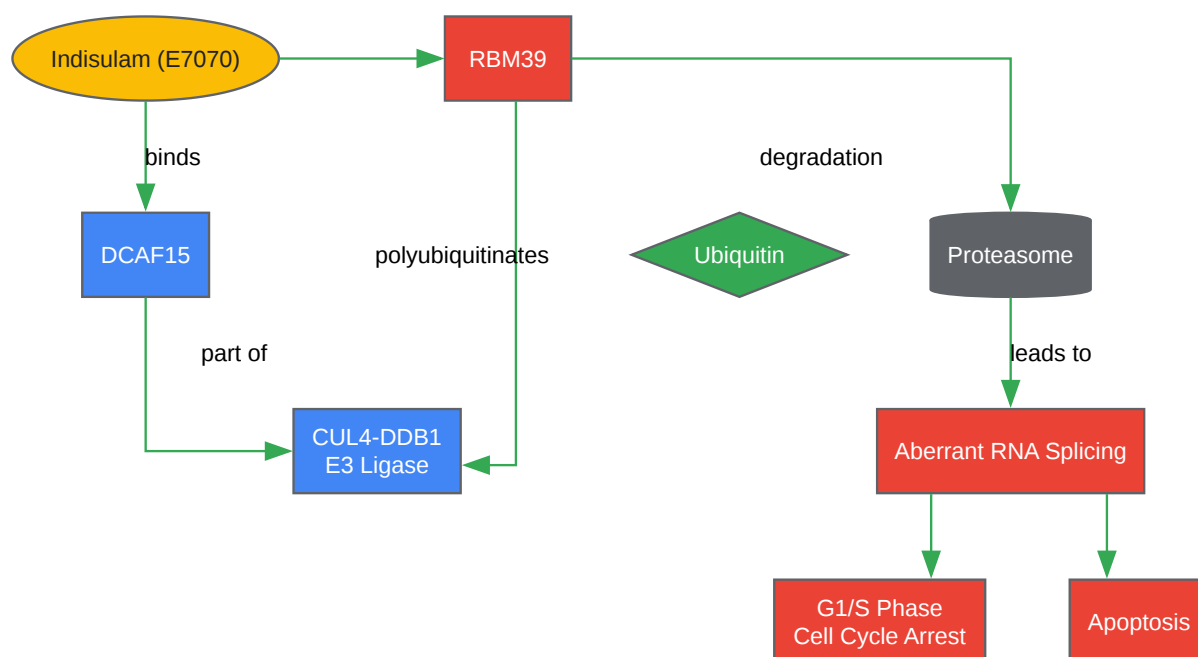 Indisulam (E7070)
RBM39
binds
degradation
DCAF15
polyubiquitinates
Ubiquitin
Proteasome
part of
leads to
CUL4-DDB1
E3 Ligase
Aberrant RNA Splicing
G1/S Phase
Cell Cycle Arrest
Apoptosis